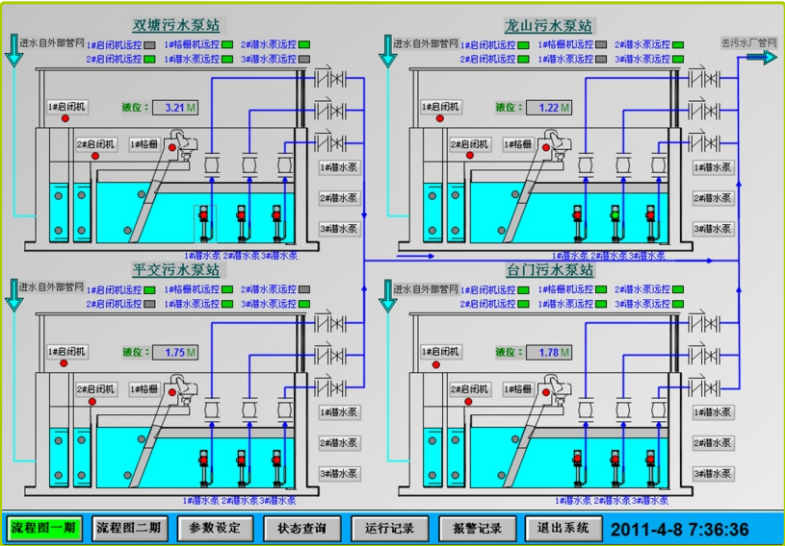 双塘污水泵站
进水自外部管网 1#启闭机远控 1#格栅机远控 2#潜水泵远控
2#启闭机远控 1#潜水泵远控 3#潜水泵远控
1#启闭机
液位： 3.21 M
2#启闭机 1#格栅
1#潜水泵
2#潜水泵
3#潜水泵
1#潜水泵 2#潜水泵 3#潜水泵
龙山污水泵站
去污水厂管网
进水自外部管网 1#启闭机远控 1#格栅机远控 2#潜水泵远控
2#启闭机远控 1#潜水泵远控 3#潜水泵远控
1#启闭机
液位： 1.22 M
2#启闭机 1#格栅
1#潜水泵
2#潜水泵
3#潜水泵
1#潜水泵 2#潜水泵 3#潜水泵
平交污水泵站
进水自外部管网 1#启闭机远控 1#格栅机远控 2#潜水泵远控
2#启闭机远控 1#潜水泵远控 3#潜水泵远控
1#启闭机
液位： 1.75 M
2#启闭机 1#格栅
1#潜水泵
2#潜水泵
3#潜水泵
1#潜水泵 2#潜水泵 3#潜水泵
台门污水泵站
进水自外部管网 1#启闭机远控 1#格栅机远控 2#潜水泵远控
2#启闭机远控 1#潜水泵远控 3#潜水泵远控
1#启闭机
液位： 1.78 M
2#启闭机 1#格栅
1#潜水泵
2#潜水泵
3#潜水泵
1#潜水泵 2#潜水泵 3#潜水泵
流程图一期 流程图二期 参数设定 状态查询 运行记录 报警记录 退出系统 2011-4-8 7:36:36